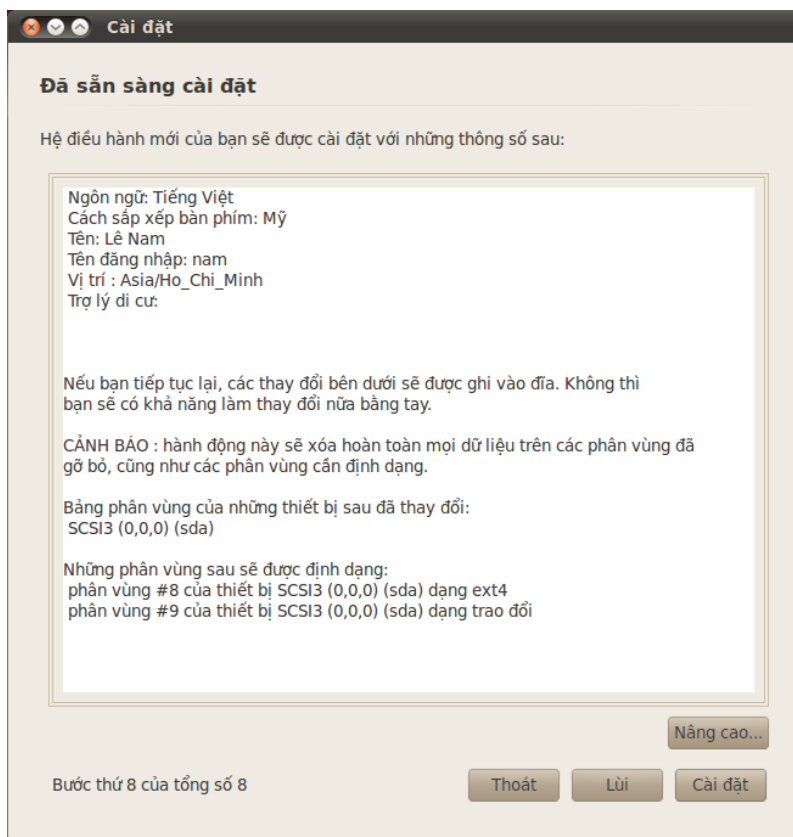 Cài đặt
Đã sẵn sàng cài đặt
Hệ điều hành mới của bạn sẽ được cài đặt với những thông số sau:
Ngôn ngữ: Tiếng Việt
Cách sắp xếp bàn phím: Mỹ
Tên: Lê Nam
Tên đăng nhập: nam
Vị trí : Asia/Ho_Chi_Minh
Trợ lý di cư:
Nếu bạn tiếp tục lại, các thay đổi bên dưới sẽ được ghi vào đĩa. Không thì
bạn sẽ có khả năng làm thay đổi nữa bằng tay.
CẢNH BÁO : hành động này sẽ xóa hoàn toàn mọi dữ liệu trên các phân vùng đã
gỡ bỏ, cũng như các phân vùng cần định dạng.
Bảng phân vùng của những thiết bị sau đã thay đổi:
SCSI3 (0,0,0) (sda)
Những phân vùng sau sẽ được định dạng:
phân vùng #8 của thiết bị SCSI3 (0,0,0) (sda) dạng ext4
phân vùng #9 của thiết bị SCSI3 (0,0,0) (sda) dạng trao đổi
Nâng cao...
Bước thứ 8 của tổng số 8
Thoát
Lùi
Cài đặt